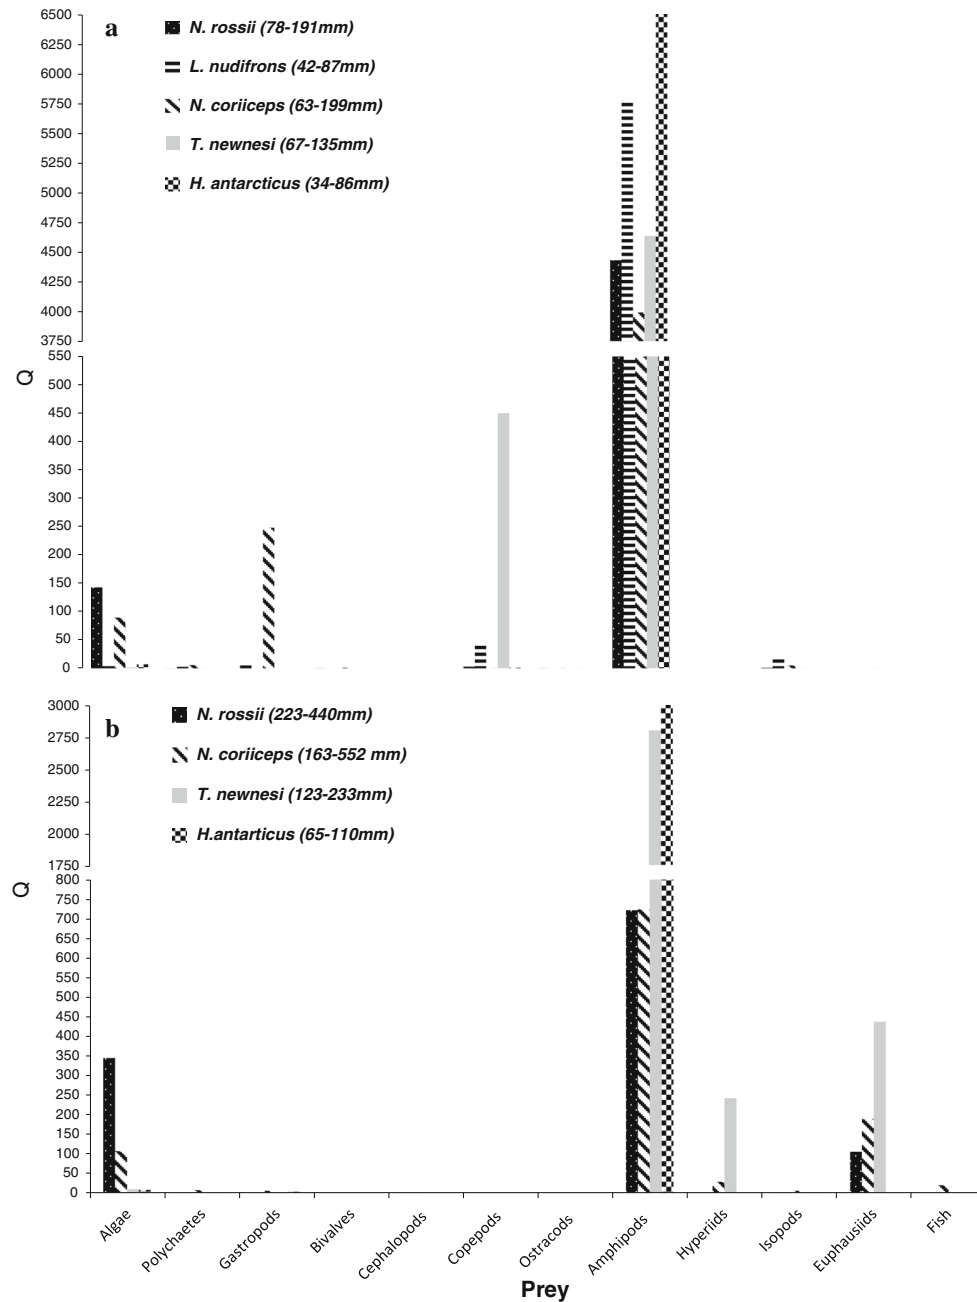 a
N. rossii (78-191mm)
L. nudifrons (42-87mm)
N. coriiceps (63-199mm)
T. newnesi (67-135mm)
H. antarcticus (34-86mm)
6500
6250
6000
5750
5500
5250
5000
4750
4500
4250
4000
3750
550
500
450
400
350
300
250
200
150
100
50
0
Q
b
N. rossii (223-440mm)
N. coriiceps (163-552 mm)
T. newnesi (123-233mm)
H.antarticus (65-110mm)
3000
2750
2500
2250
2000
1750
800
750
700
650
600
550
500
450
400
350
300
250
200
150
100
50
0
Q
Algae
Polychaetes
Gastropods
Bivalves
Cephalopods
Copepods
Ostracods
Amphipods
Hyperiids
Isopods
Euphausiids
Fish
Prey